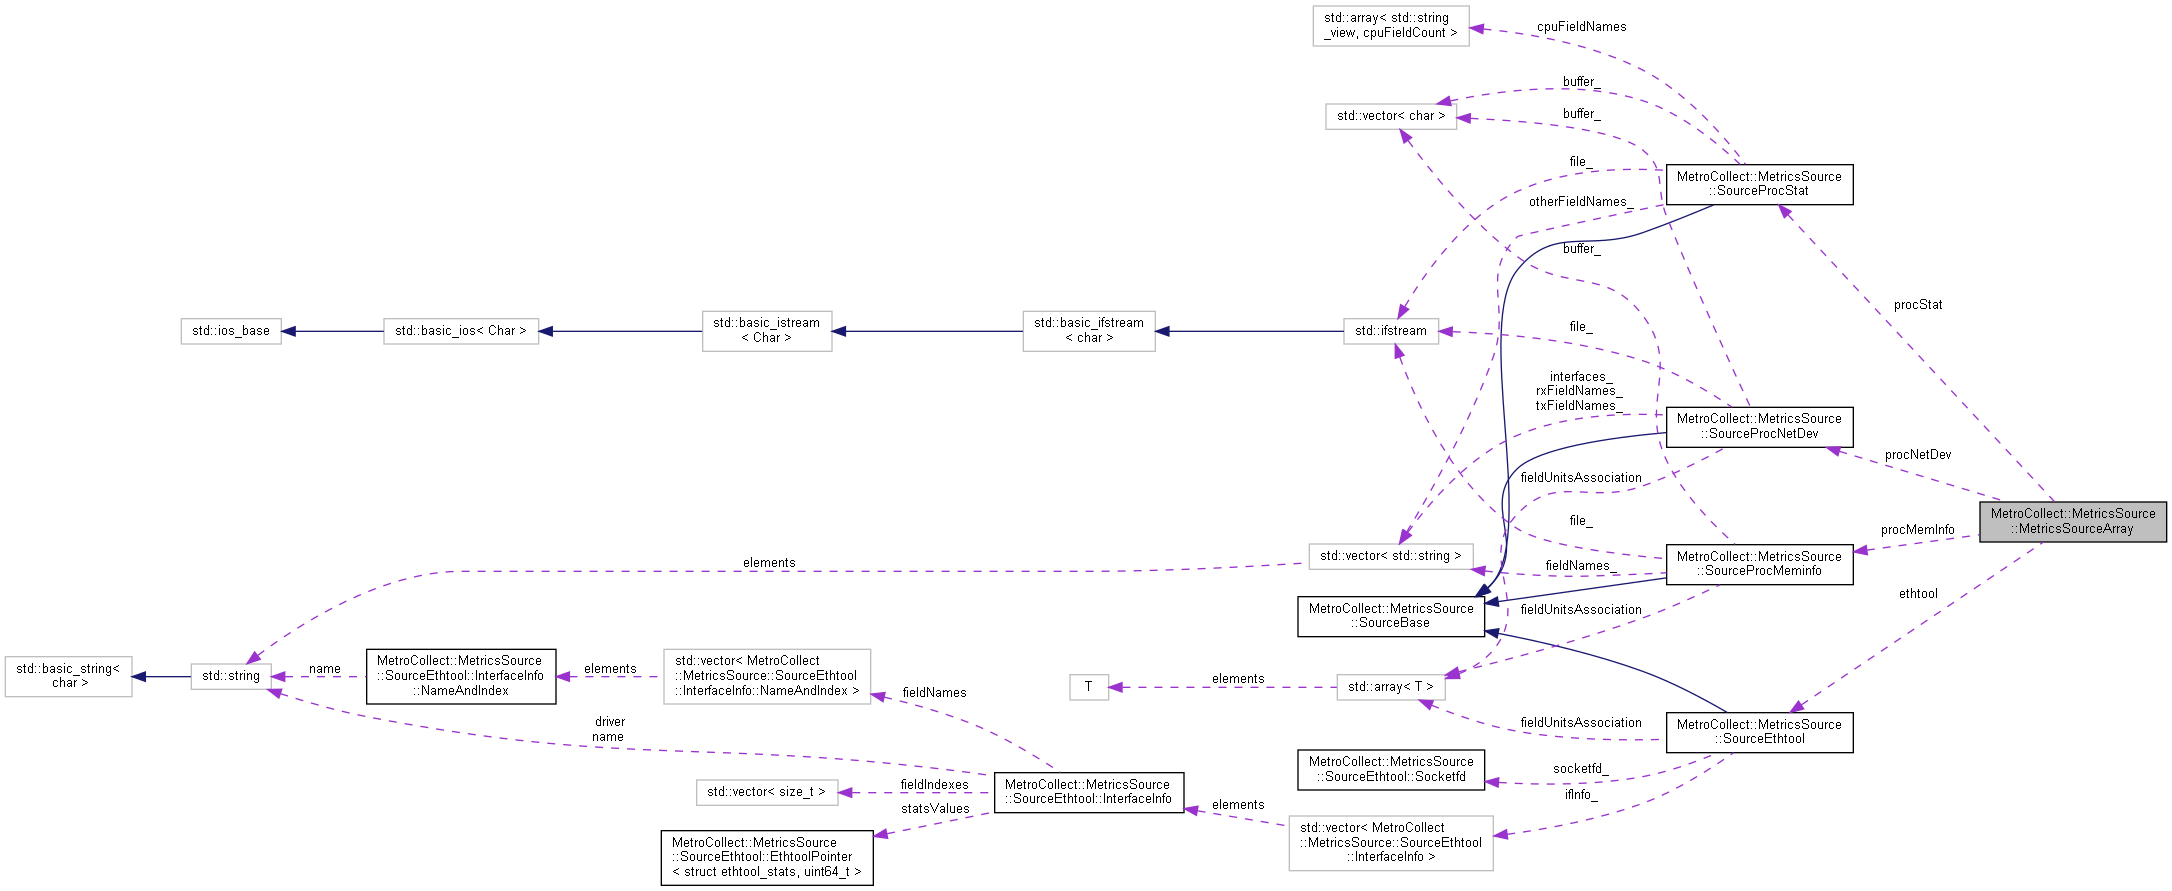 std::array< std::string
_view, cpuFieldCount >
cpuFieldNames
buffer_
std::vector< char >
buffer_
file_
MetroCollect::MetricsSource
::SourceProcStat
otherFieldNames_
buffer_
procStat
std::ios_base
std::basic_ios< Char >
std::basic_istream
< Char >
std::basic_ifstream
< char >
std::ifstream
file_
interfaces_
rxFieldNames_
txFieldNames_
MetroCollect::MetricsSource
::SourceProcNetDev
procNetDev
fieldUnitsAssociation
MetroCollect::MetricsSource
::MetricsSourceArray
file_
procMemInfo
elements
std::vector< std::string >
fieldNames_
MetroCollect::MetricsSource
::SourceProcMeminfo
MetroCollect::MetricsSource
::SourceBase
fieldUnitsAssociation
ethtool
std::basic_string<
char >
std::string
name
MetroCollect::MetricsSource
::SourceEthtool::InterfaceInfo
::NameAndIndex
elements
std::vector< MetroCollect
::MetricsSource::SourceEthtool
::InterfaceInfo::NameAndIndex >
fieldNames
T
elements
std::array< T >
driver
name
fieldUnitsAssociation
MetroCollect::MetricsSource
::SourceEthtool
MetroCollect::MetricsSource
::SourceEthtool::Socketfd
socketfd_
ifInfo_
std::vector< size_t >
fieldIndexes
statsValues
MetroCollect::MetricsSource
::SourceEthtool::InterfaceInfo
elements
std::vector< MetroCollect
::MetricsSource::SourceEthtool
::InterfaceInfo >
MetroCollect::MetricsSource
::SourceEthtool::EthtoolPointer
< struct ethtool_stats, uint64_t >